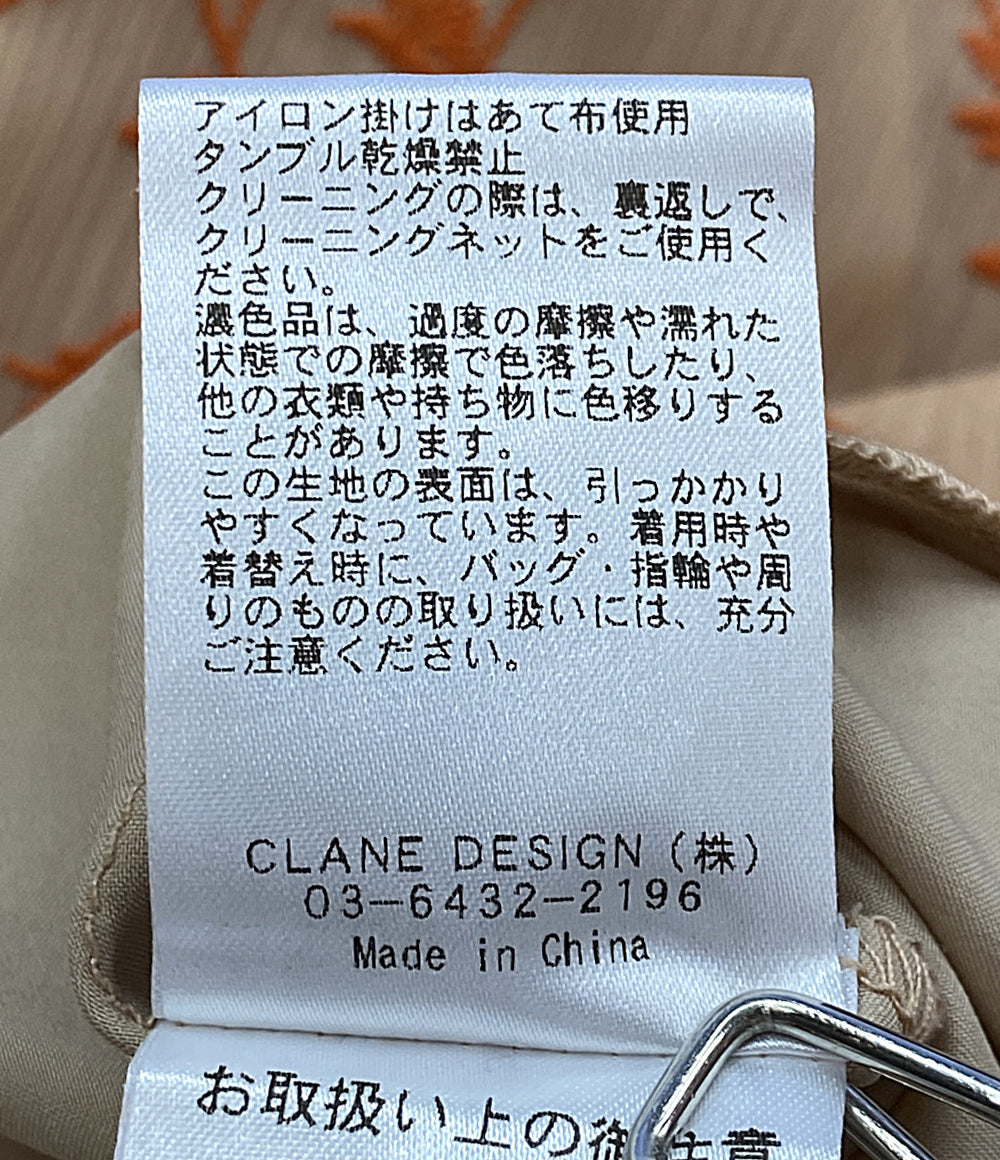 アイロン掛けはあて布使用
タンブル乾燥禁止
クリーニングの際は、裏返しで、
クリーニングネットをご使用く
ださい。
濃色品は、過度の摩擦や濡れた
状態での摩擦で色落ちしたり、
他の衣類や持ち物に色移りする
ことがあります。
この生地の表面は、引っかかり
やすくなっています。着用時や
着替え時に、バッグ・指輪や周
りのものの取り扱いには、充分
ご注意ください。
CLANE DESIGN（株）
03-6432-2196
Made in China
お取扱い上の御注意